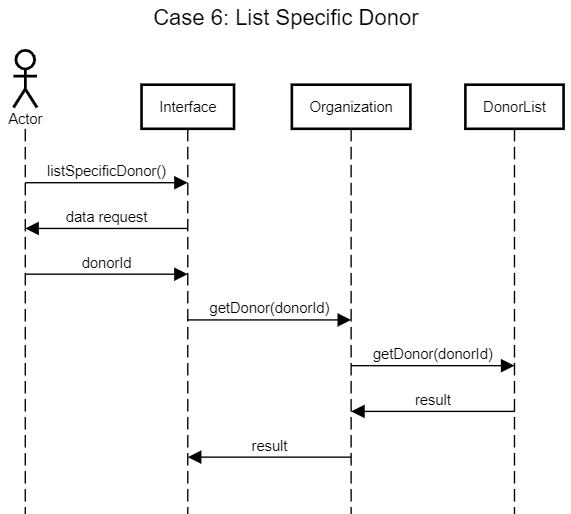 Case 6: List Specific Donor
Actor
Interface
Organization
DonorList
listSpecificDonor()
data request
donorId
getDonor(donorId)
getDonor(donorId)
result
result